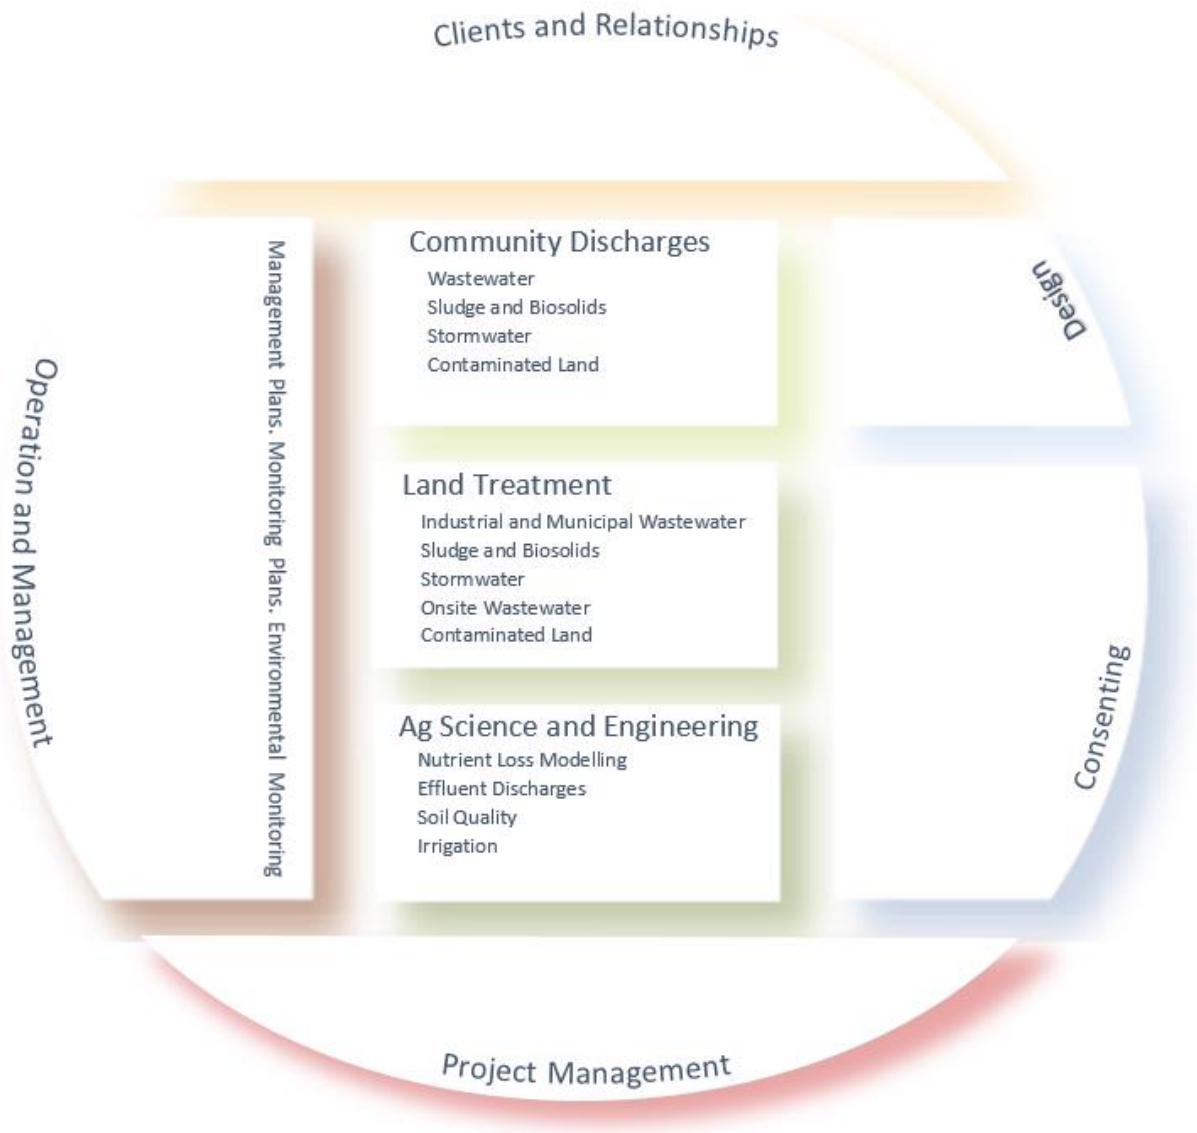 Clients and Relationships
Operation and Management
Management Plans. Monitoring Plans. Environmental Monitoring
Community Discharges
Wastewater
Sludge and Biosolids
Stormwater
Contaminated Land
Land Treatment
Industrial and Municipal Wastewater
Sludge and Biosolids
Stormwater
Onsite Wastewater
Contaminated Land
Ag Science and Engineering
Nutrient Loss Modelling
Effluent Discharges
Soil Quality
Irrigation
Design
Consenting
Project Management